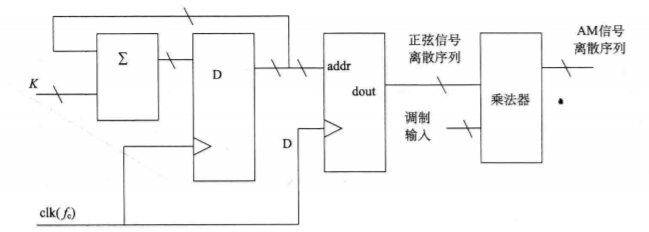 正弦信号
离散序列
AM信号
离散序列
Σ
D
addr
dout
K
乘法器
调制
输入
D
clk(fc)